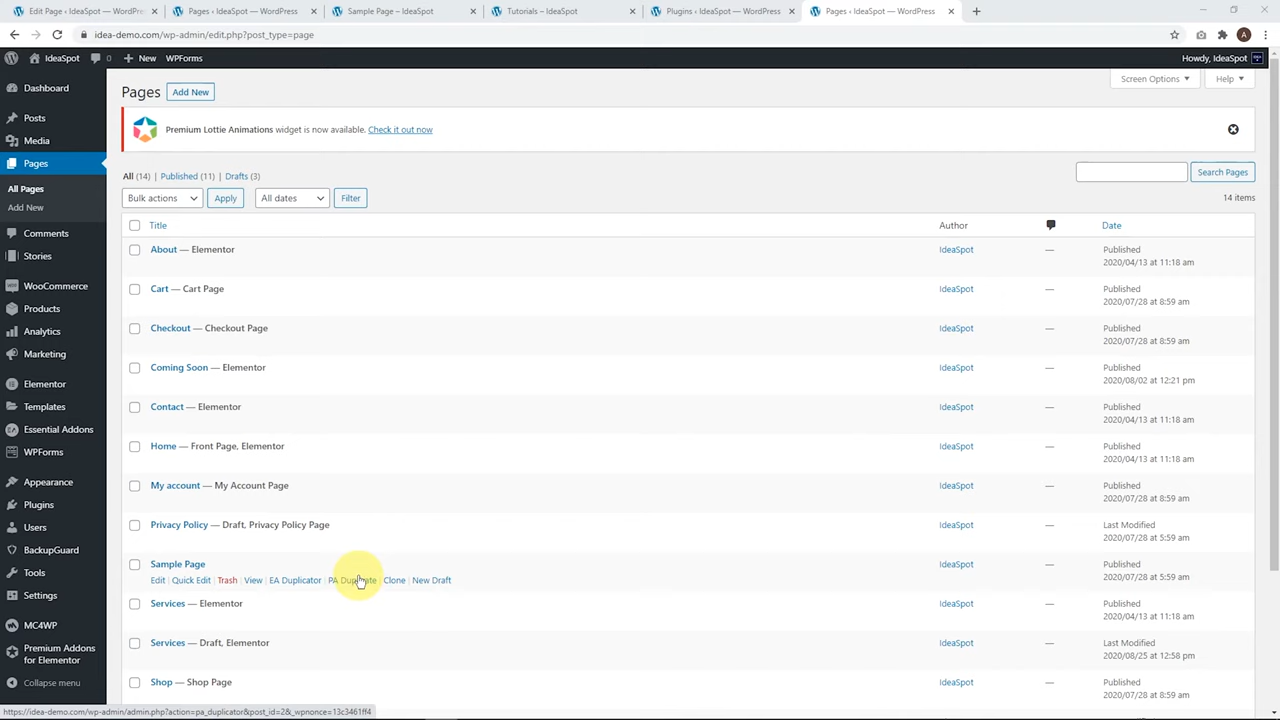 Edit Page ‹ IdeaSpot — WordPr
Pages ‹ IdeaSpot — WordPress
Sample Page – IdeaSpot
Tutorials – IdeaSpot
Plugins ‹ IdeaSpot — WordPress
Pages ‹ IdeaSpot — WordPress
idea-demo.com/wp-admin/edit.php?post_type=page
A
IdeaSpot
0
New
WPForms
Howdy, IdeaSpot
Dashboard
Posts
Media
Pages
All Pages
Add New
Comments
Stories
WooCommerce
Products
Analytics
Marketing
Elementor
Templates
Essential Addons
WPForms
Appearance
Plugins
Users
BackupGuard
Tools
Settings
MC4WP
Premium Addons
for Elementor
Collapse menu
Screen Options
Help
Pages Add New
Premium Lottie Animations widget is now available. Check it out now
All (14) | Published (11) | Drafts (3)
Search Pages
Bulk actions Apply All dates Filter
14 items
Title Author Date
About — Elementor IdeaSpot — Published
2020/04/13 at 11:18 am
Cart — Cart Page IdeaSpot — Published
2020/07/28 at 8:59 am
Checkout — Checkout Page IdeaSpot — Published
2020/07/28 at 8:59 am
Coming Soon — Elementor IdeaSpot — Published
2020/08/02 at 12:21 pm
Contact — Elementor IdeaSpot — Published
2020/04/13 at 11:18 am
Home — Front Page, Elementor IdeaSpot — Published
2020/04/13 at 11:18 am
My account — My Account Page IdeaSpot — Published
2020/07/28 at 8:59 am
Privacy Policy — Draft, Privacy Policy Page IdeaSpot — Last Modified
2020/07/28 at 5:59 am
Sample Page IdeaSpot — Published
Edit | Quick Edit | Trash | View | EA Duplicator | PA Duplicate | Clone | New Draft
2020/07/28 at 5:59 am
Services — Elementor IdeaSpot — Published
2020/04/13 at 11:18 am
Services — Draft, Elementor IdeaSpot — Last Modified
2020/08/25 at 12:58 pm
Shop — Shop Page IdeaSpot — Published
2020/07/28 at 8:59 am
https://idea-demo.com/wp-admin/admin.php?action=pa_duplicator&post_id=2&_wpnonce=13c3461ff4